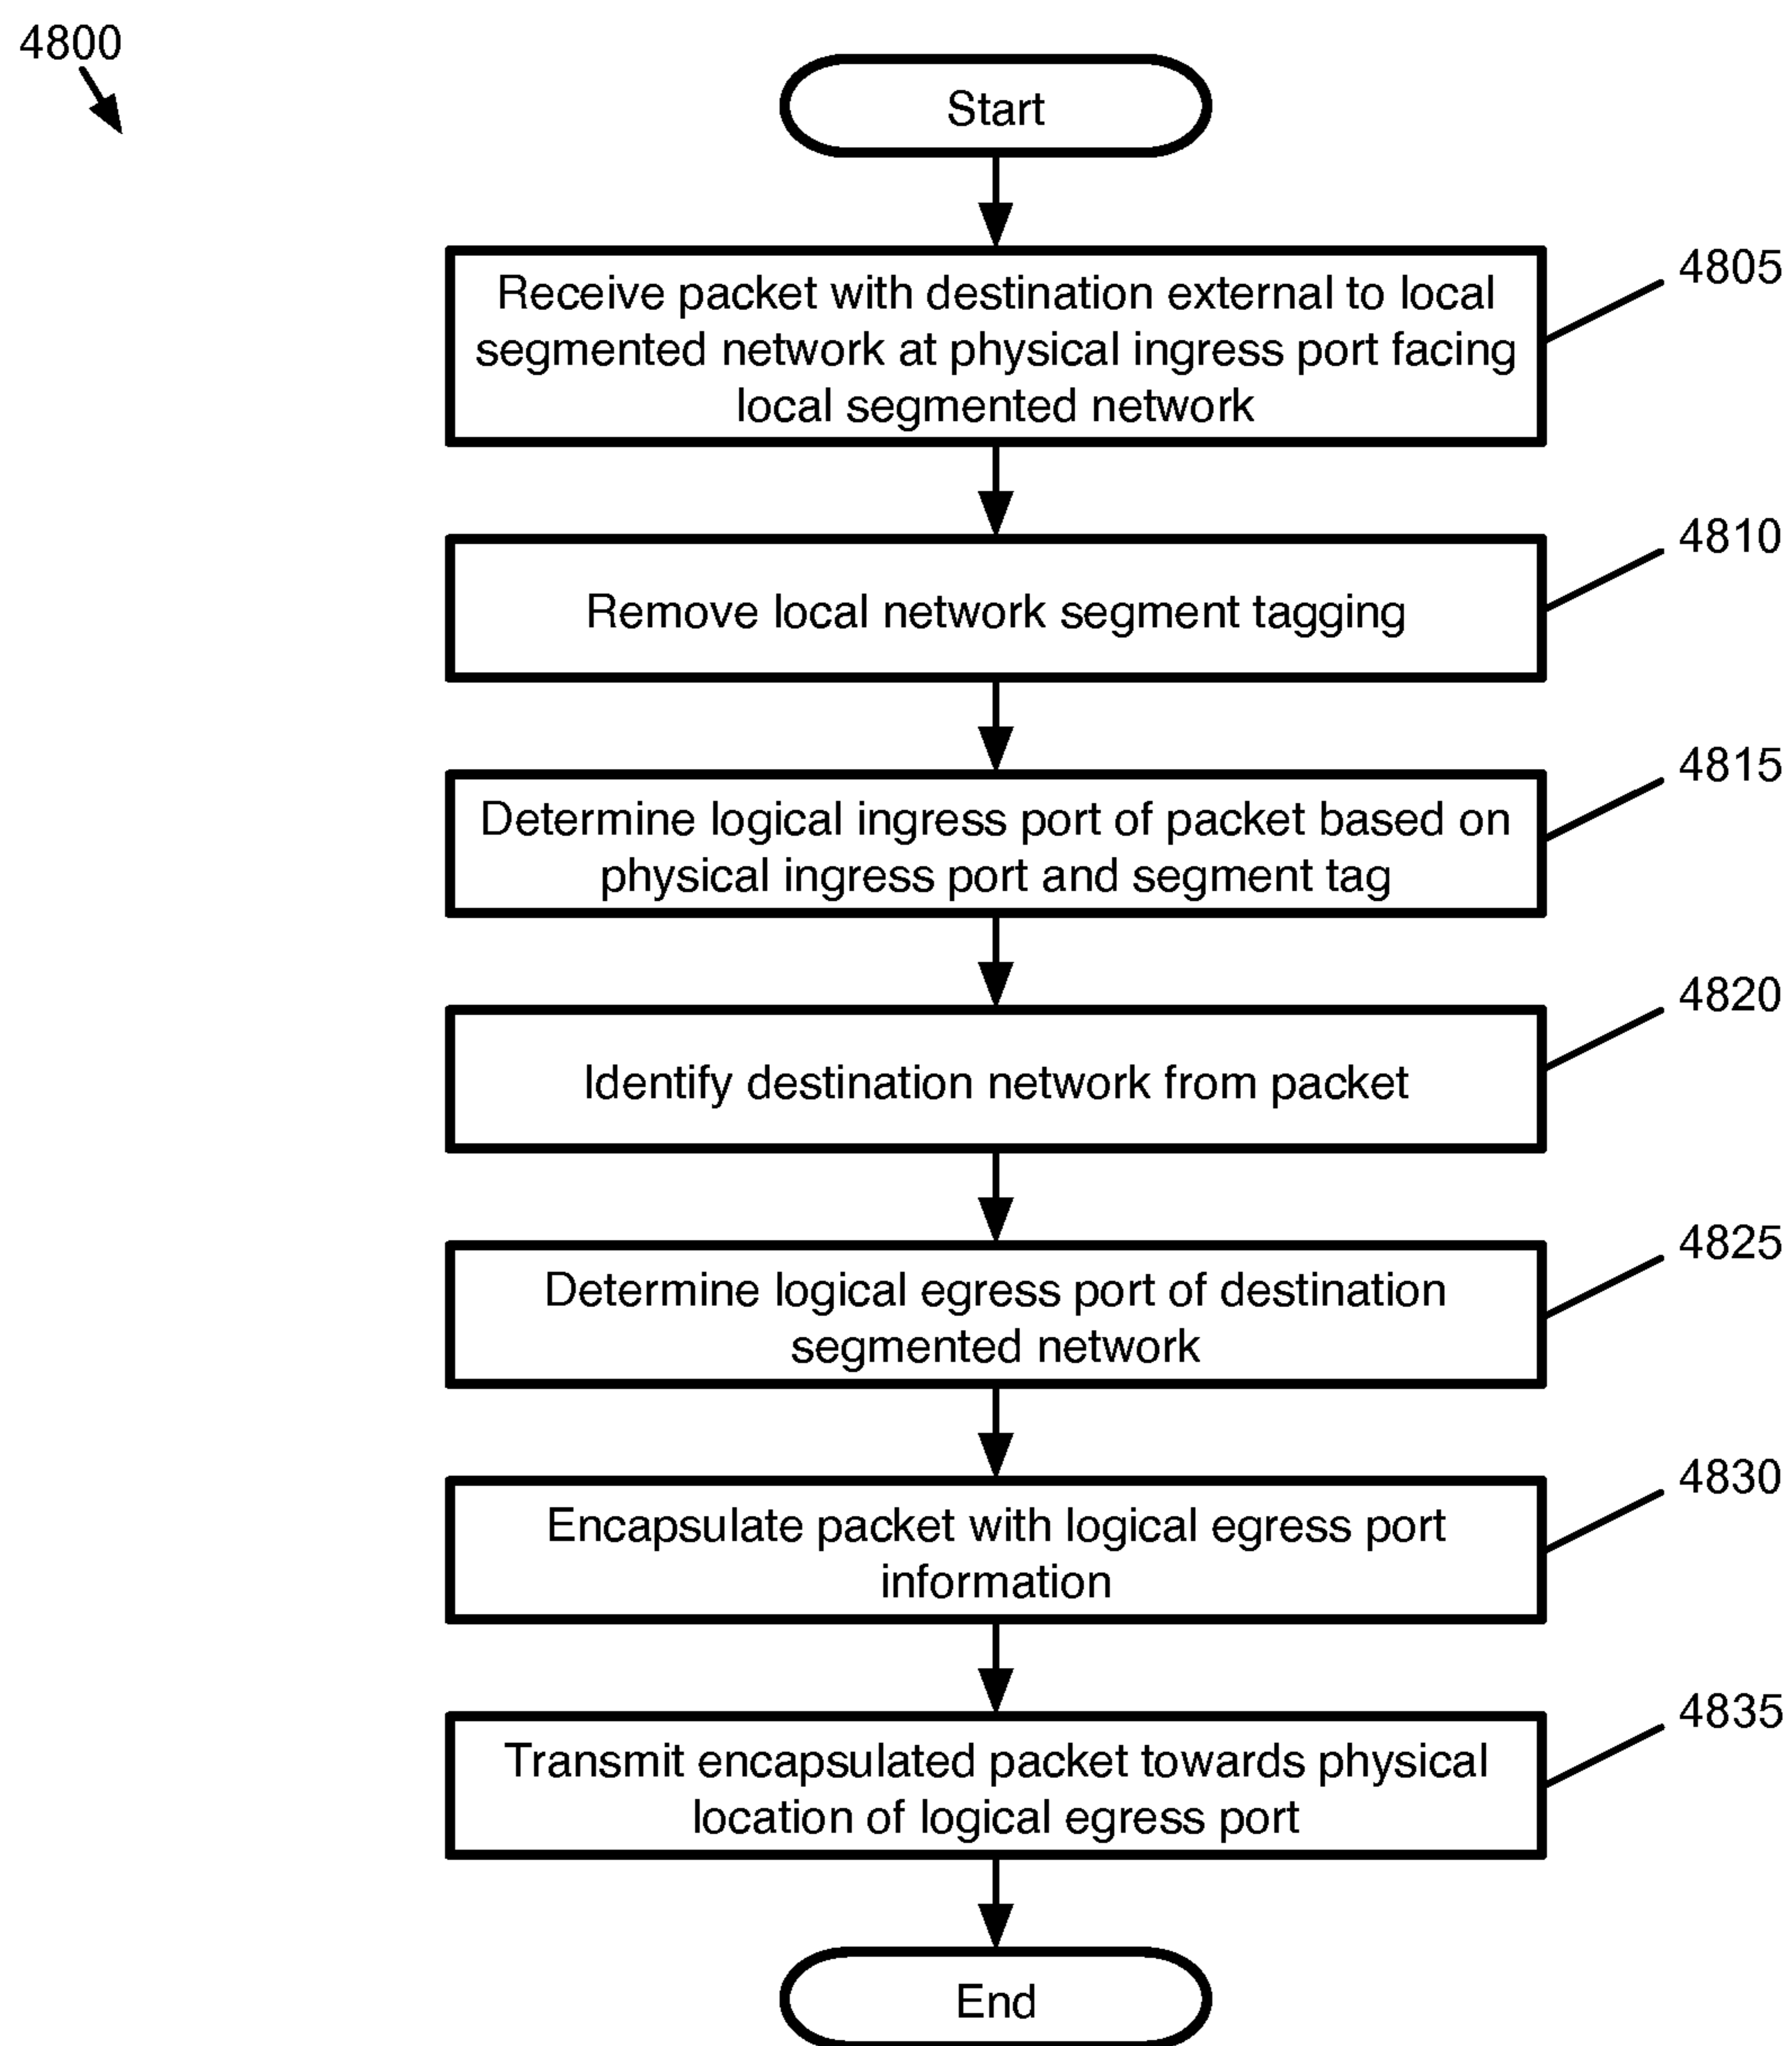 4800
Start
Receive packet with destination external to local
segmented network at physical ingress port facing
local segmented network
4805
Remove local network segment tagging
4810
Determine logical ingress port of packet based on
physical ingress port and segment tag
4815
Identify destination network from packet
4820
Determine logical egress port of destination
segmented network
4825
Encapsulate packet with logical egress port
information
4830
Transmit encapsulated packet towards physical
location of logical egress port
4835
End